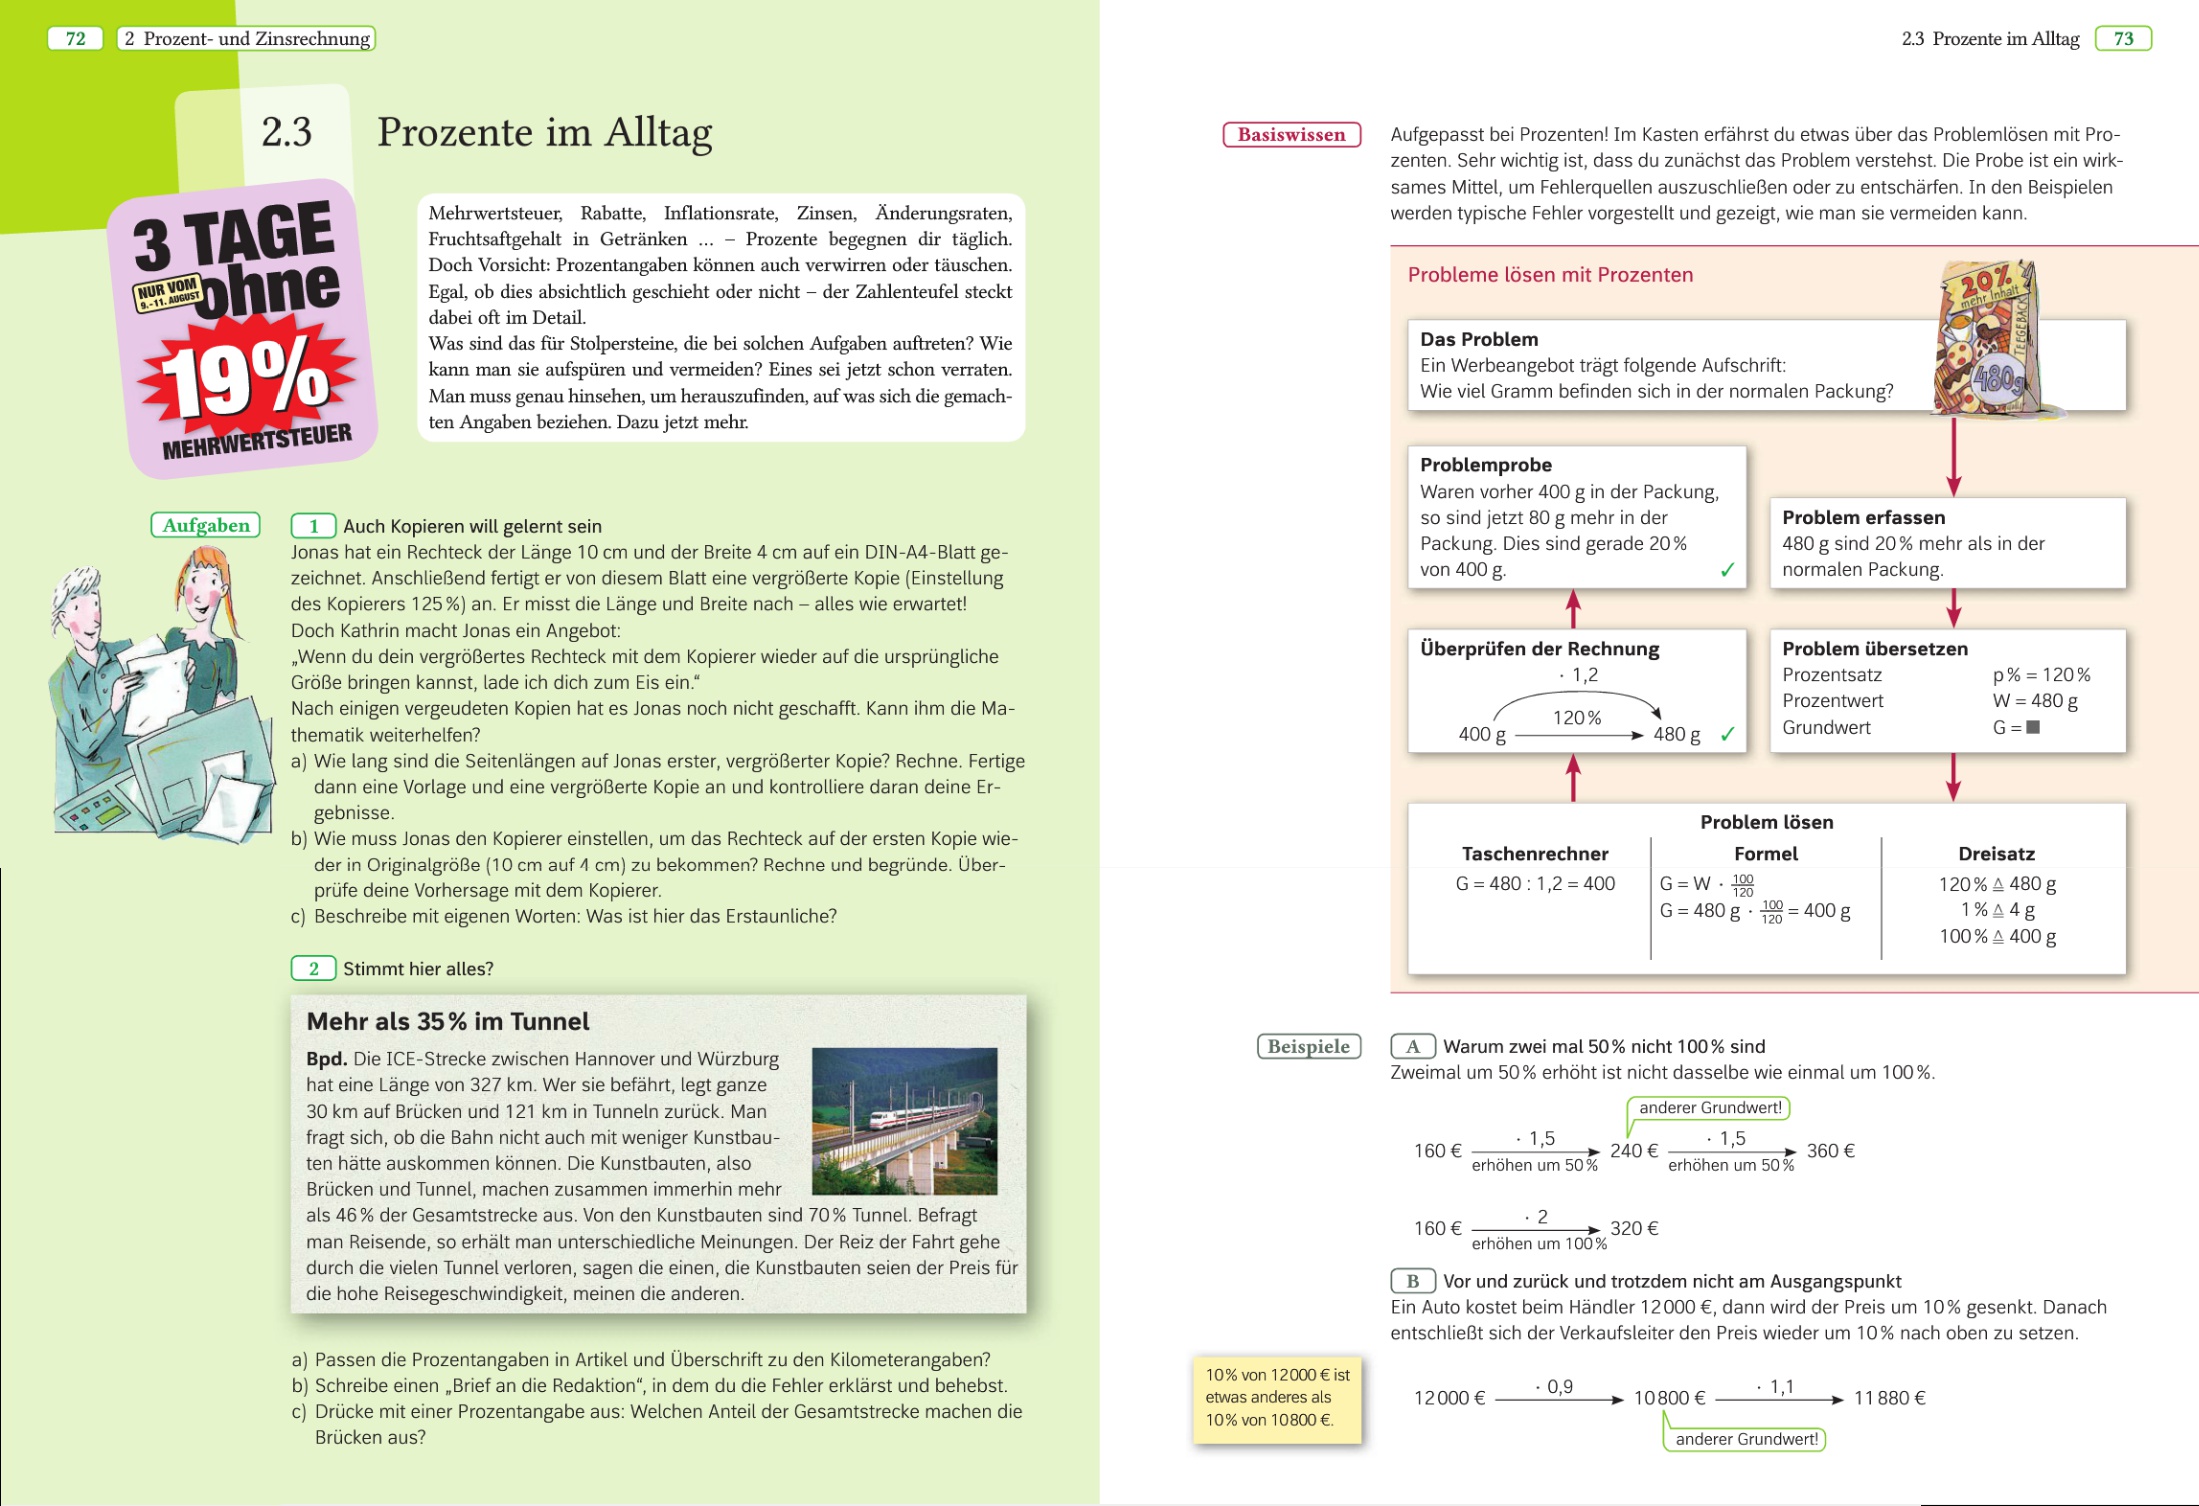 72
2 Prozent- und Zinsrechnung
2.3 Prozente im Alltag
3 TAGE
NUR VOM
9.-11. AUGUST
ohne
19%
MEHRWERTSTEUER
Mehrwertsteuer, Rabatte, Inflationsrate, Zinsen, Änderungsraten,
Fruchtsaftgehalt in Getränken ... – Prozente begegnen dir täglich.
Doch Vorsicht: Prozentangaben können auch verwirren oder täuschen.
Egal, ob dies absichtlich geschieht oder nicht – der Zahlenteufel steckt
dabei oft im Detail.
Was sind das für Stolpersteine, die bei solchen Aufgaben auftreten? Wie
kann man sie aufspüren und vermeiden? Eines sei jetzt schon verraten.
Man muss genau hinsehen, um herauszufinden, auf was sich die gemach-
ten Angaben beziehen. Dazu jetzt mehr.
Aufgaben
1 Auch Kopieren will gelernt sein
Jonas hat ein Rechteck der Länge 10 cm und der Breite 4 cm auf ein DIN-A4-Blatt ge-
zeichnet. Anschließend fertigt er von diesem Blatt eine vergrößerte Kopie (Einstellung
des Kopierers 125 %) an. Er misst die Länge und Breite nach – alles wie erwartet!
Doch Kathrin macht Jonas ein Angebot:
„Wenn du dein vergrößertes Rechteck mit dem Kopierer wieder auf die ursprüngliche
Größe bringen kannst, lade ich dich zum Eis ein.“
Nach einigen vergeudeten Kopien hat es Jonas noch nicht geschafft. Kann ihm die Ma-
thematik weiterhelfen?
a) Wie lang sind die Seitenlängen auf Jonas erster, vergrößerter Kopie? Rechne. Fertige
dann eine Vorlage und eine vergrößerte Kopie an und kontrolliere daran deine Er-
gebnisse.
b) Wie muss Jonas den Kopierer einstellen, um das Rechteck auf der ersten Kopie wie-
der in Originalgröße (10 cm auf 4 cm) zu bekommen? Rechne und begründe. Über-
prüfe deine Vorhersage mit dem Kopierer.
c) Beschreibe mit eigenen Worten: Was ist hier das Erstaunliche?
2 Stimmt hier alles?
Mehr als 35 % im Tunnel
Bpd. Die ICE-Strecke zwischen Hannover und Würzburg
hat eine Länge von 327 km. Wer sie befährt, legt ganze
30 km auf Brücken und 121 km in Tunneln zurück. Man
fragt sich, ob die Bahn nicht auch mit weniger Kunstbau-
ten hätte auskommen können. Die Kunstbauten, also
Brücken und Tunnel, machen zusammen immerhin mehr
als 46 % der Gesamtstrecke aus. Von den Kunstbauten sind 70 % Tunnel. Befragt
man Reisende, so erhält man unterschiedliche Meinungen. Der Reiz der Fahrt gehe
durch die vielen Tunnel verloren, sagen die einen, die Kunstbauten seien der Preis für
die hohe Reisegeschwindigkeit, meinen die anderen.
a) Passen die Prozentangaben in Artikel und Überschrift zu den Kilometerangaben?
b) Schreibe einen „Brief an die Redaktion“, in dem du die Fehler erklärst und behebst.
c) Drücke mit einer Prozentangabe aus: Welchen Anteil der Gesamtstrecke machen die
Brücken aus?
2.3 Prozente im Alltag
73
Basiswissen
Aufgepasst bei Prozenten! Im Kasten erfährst du etwas über das Problemlösen mit Pro-
zenten. Sehr wichtig ist, dass du zunächst das Problem verstehst. Die Probe ist ein wirk-
sames Mittel, um Fehlerquellen auszuschließen oder zu entschärfen. In den Beispielen
werden typische Fehler vorgestellt und gezeigt, wie man sie vermeiden kann.
Probleme lösen mit Prozenten
Das Problem
Ein Werbeangebot trägt folgende Aufschrift:
Wie viel Gramm befinden sich in der normalen Packung?
20%
mehr Inhalt
TEEGEBÄCK
480g
Problemprobe
Waren vorher 400 g in der Packung,
so sind jetzt 80 g mehr in der
Packung. Dies sind gerade 20 %
von 400 g. ✓
Problem erfassen
480 g sind 20 % mehr als in der
normalen Packung.
Überprüfen der Rechnung
· 1,2
120 %
400 g 480 g ✓
Problem übersetzen
Prozentsatz p % = 120 %
Prozentwert W = 480 g
Grundwert G = ■
Problem lösen
Taschenrechner Formel Dreisatz
G = 480 : 1,2 = 400 G = W · 100/120 120 % ≙ 480 g
G = 480 g · 100/120 = 400 g 1 % ≙ 4 g
100 % ≙ 400 g
Beispiele
A Warum zwei mal 50 % nicht 100 % sind
Zweimal um 50 % erhöht ist nicht dasselbe wie einmal um 100 %.
anderer Grundwert!
· 1,5 · 1,5
160 € 240 € 360 €
erhöhen um 50 % erhöhen um 50 %
· 2
160 € 320 €
erhöhen um 100 %
B Vor und zurück und trotzdem nicht am Ausgangspunkt
Ein Auto kostet beim Händler 12 000 €, dann wird der Preis um 10 % gesenkt. Danach
entschließt sich der Verkaufsleiter den Preis wieder um 10 % nach oben zu setzen.
10 % von 12 000 € ist
etwas anderes als
10 % von 10 800 €.
· 0,9 · 1,1
12 000 € 10 800 € 11 880 €
anderer Grundwert!